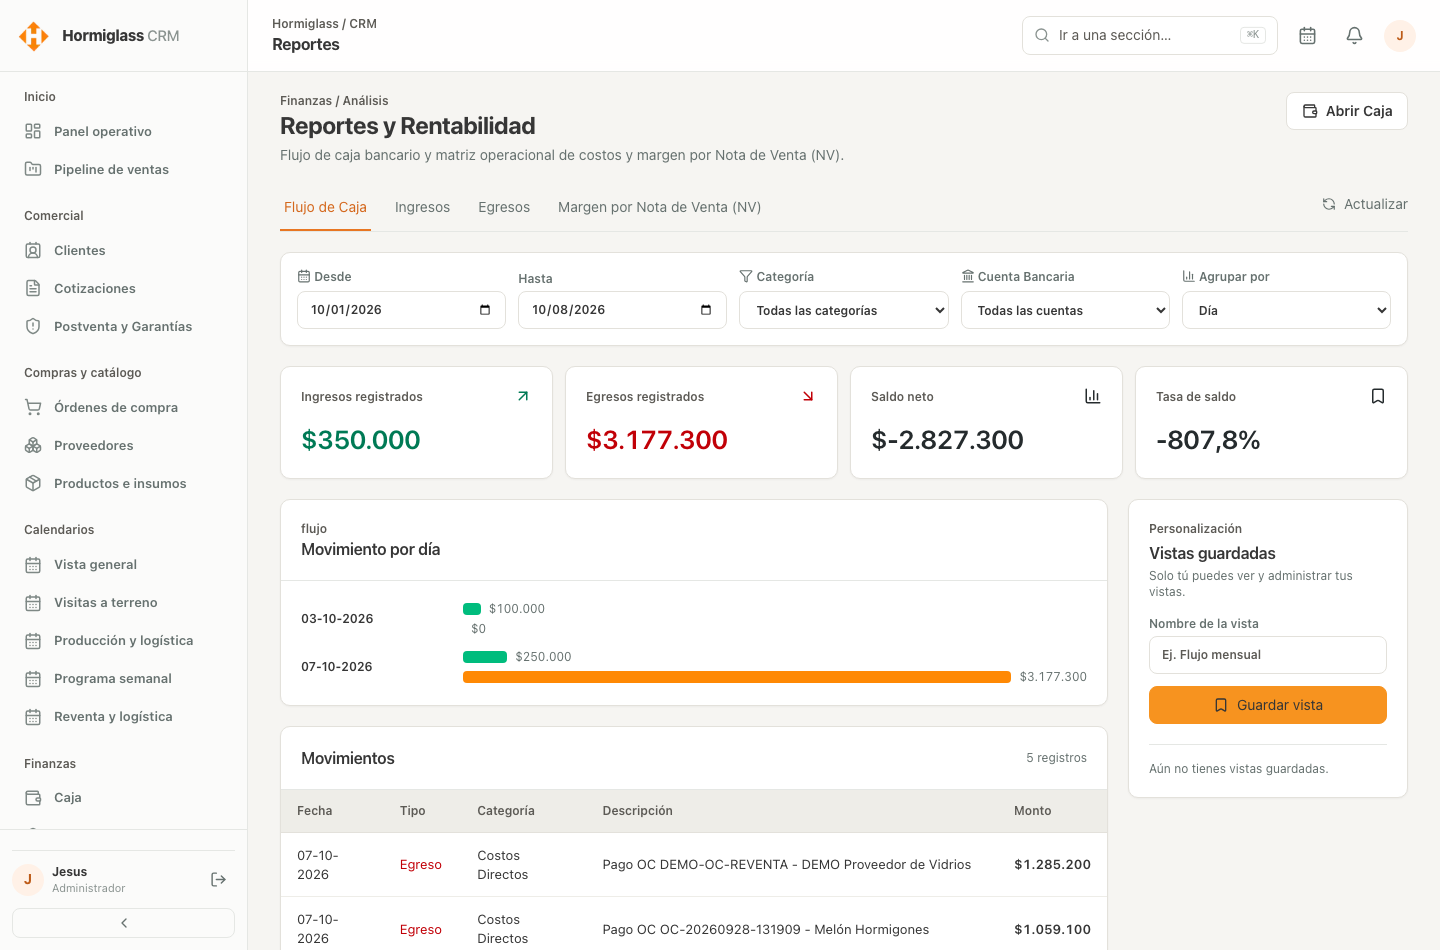 Hormiglass CRM
Inicio
Panel operativo
Pipeline de ventas
Comercial
Clientes
Cotizaciones
Postventa y Garantías
Compras y catálogo
Órdenes de compra
Proveedores
Productos e insumos
Calendarios
Vista general
Visitas a terreno
Producción y logística
Programa semanal
Reventa y logística
Finanzas
Caja
J
Jesus
Administrador
Hormiglass / CRM
Reportes
Ir a una sección...
⌘K
J
Finanzas / Análisis
Reportes y Rentabilidad
Flujo de caja bancario y matriz operacional de costos y margen por Nota de Venta (NV).
Abrir Caja
Flujo de Caja
Ingresos
Egresos
Margen por Nota de Venta (NV)
Actualizar
Desde
10/01/2026
Hasta
10/08/2026
Categoría
Todas las categorías
Cuenta Bancaria
Todas las cuentas
Agrupar por
Día
Ingresos registrados
$350.000
Egresos registrados
$3.177.300
Saldo neto
$-2.827.300
Tasa de saldo
-807,8%
flujo
Movimiento por día
03-10-2026
$100.000
$0
07-10-2026
$250.000
$3.177.300
Personalización
Vistas guardadas
Solo tú puedes ver y administrar tus
vistas.
Nombre de la vista
Ej. Flujo mensual
Guardar vista
Aún no tienes vistas guardadas.
Movimientos
5 registros
Fecha Tipo Categoría Descripción Monto
07-10-
2026
Egreso
Costos
Directos
Pago OC DEMO-OC-REVENTA - DEMO Proveedor de Vidrios
$1.285.200
07-10-
2026
Egreso
Costos
Directos
Pago OC OC-20260928-131909 - Melón Hormigones
$1.059.100